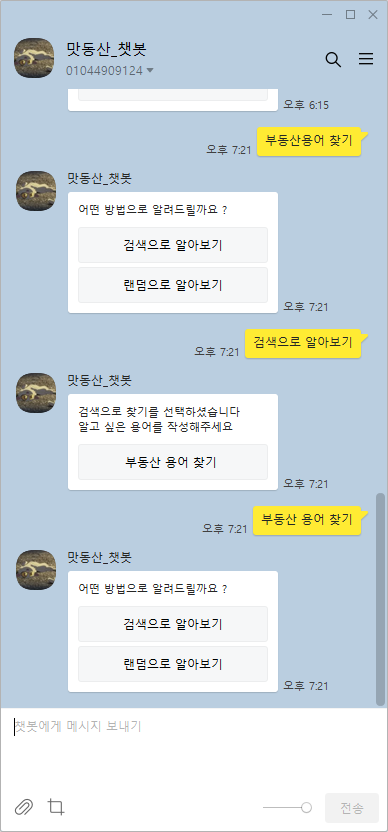 맛동산_챗봇
01044909124
오후 6:15
부동산용어 찾기
오후 7:21
맛동산_챗봇
어떤 방법으로 알려드릴까요 ?
검색으로 알아보기
랜덤으로 알아보기
오후 7:21
검색으로 알아보기
오후 7:21
맛동산_챗봇
검색으로 찾기를 선택하셨습니다
알고 싶은 용어를 작성해주세요
부동산 용어 찾기
오후 7:21
부동산 용어 찾기
오후 7:21
맛동산_챗봇
어떤 방법으로 알려드릴까요 ?
검색으로 알아보기
랜덤으로 알아보기
오후 7:21
챗봇에게 메시지 보내기
전송